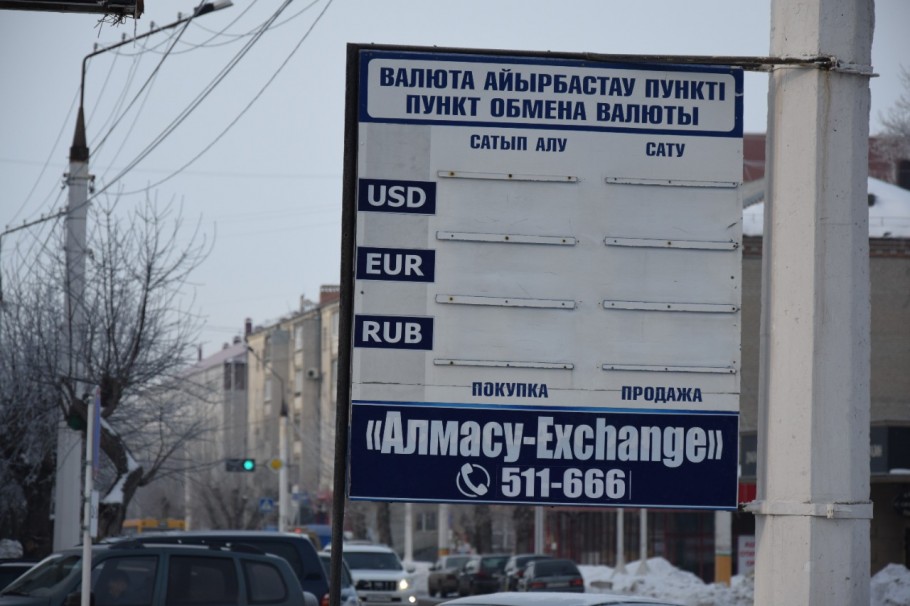 ВАЛЮТА АЙЫРБАСТАУ ПУНКТІ
ПУНКТ ОБМЕНА ВАЛЮТЫ
САТЫП АЛУ САТУ
USD
EUR
RUB
ПОКУПКА ПРОДАЖА
«Алмасу-Exchange»
511-666